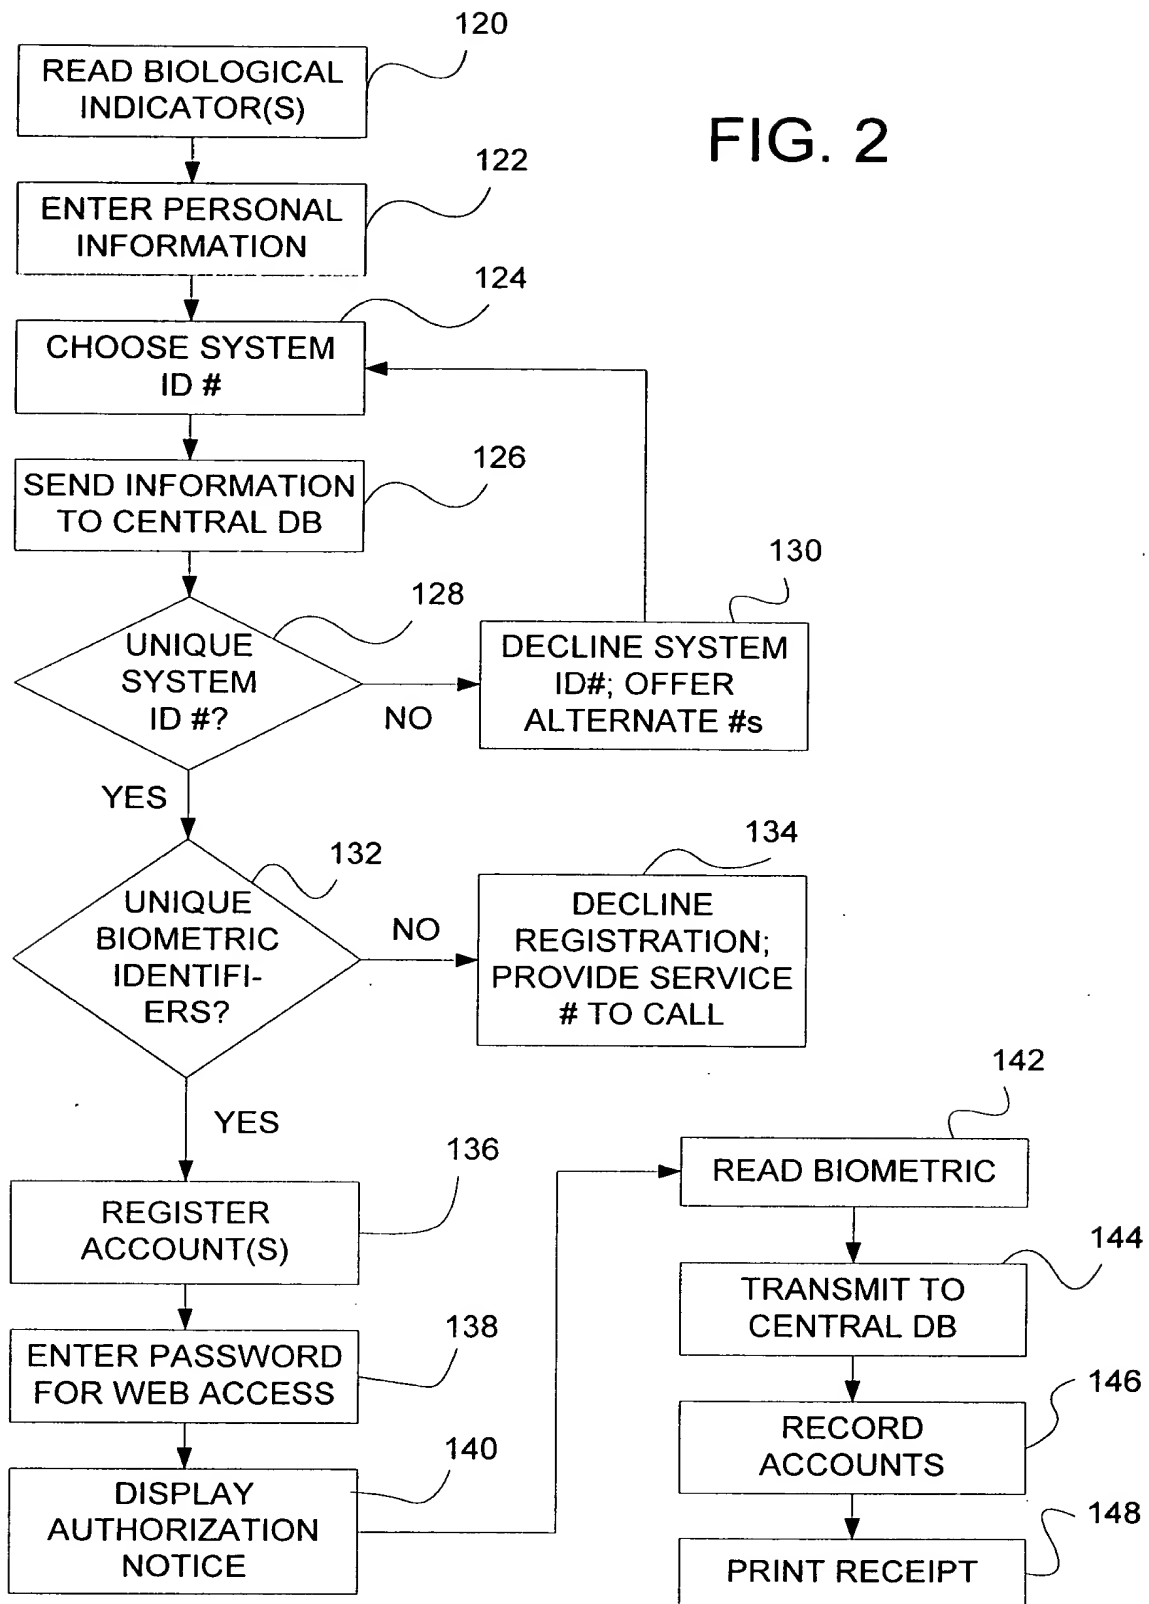 120
READ BIOLOGICAL
INDICATOR(S)
FIG. 2
122
ENTER PERSONAL
INFORMATION
124
CHOOSE SYSTEM
ID #
126
SEND INFORMATION
TO CENTRAL DB
128
UNIQUE
SYSTEM
ID #?
NO
130
DECLINE SYSTEM
ID#; OFFER
ALTERNATE #s
YES
132
UNIQUE
BIOMETRIC
IDENTIFI-
ERS?
NO
134
DECLINE
REGISTRATION;
PROVIDE SERVICE
# TO CALL
YES
136
REGISTER
ACCOUNT(S)
138
ENTER PASSWORD
FOR WEB ACCESS
140
DISPLAY
AUTHORIZATION
NOTICE
142
READ BIOMETRIC
144
TRANSMIT TO
CENTRAL DB
146
RECORD
ACCOUNTS
148
PRINT RECEIPT